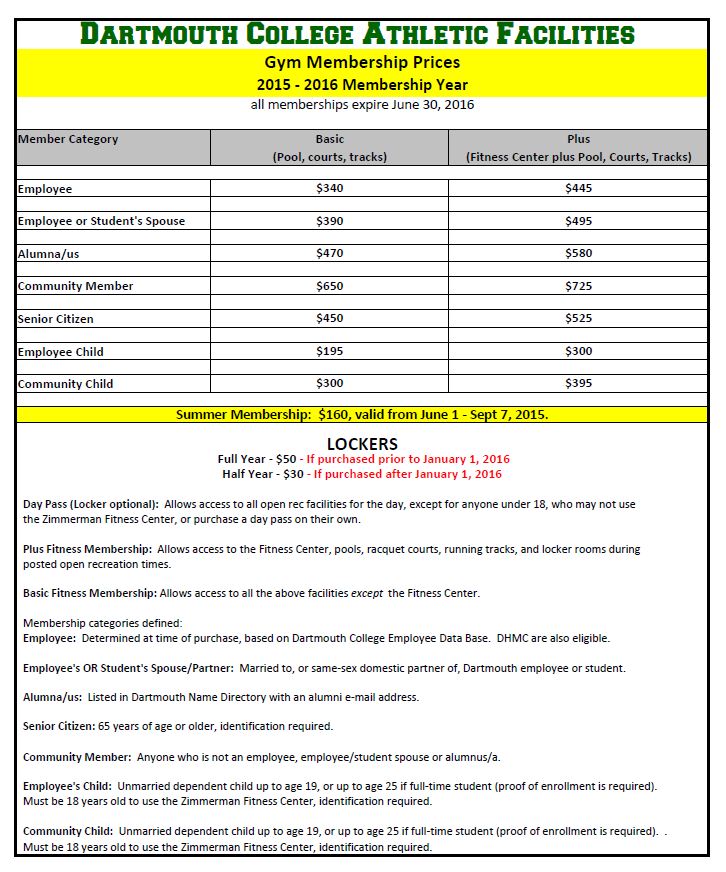 DARTMOUTH COLLEGE ATHLETIC FACILITIES
Gym Membership Prices
2015 - 2016 Membership Year
all memberships expire June 30, 2016
Member Category Basic Plus
(Pool, courts, tracks) (Fitness Center plus Pool, Courts, Tracks)
Employee $340 $445
Employee or Student's Spouse $390 $495
Alumna/us $470 $580
Community Member $650 $725
Senior Citizen $450 $525
Employee Child $195 $300
Community Child $300 $395
Summer Membership: $160, valid from June 1 - Sept 7, 2015.
LOCKERS
Full Year - $50 - If purchased prior to January 1, 2016
Half Year - $30 - If purchased after January 1, 2016
Day Pass (Locker optional): Allows access to all open rec facilities for the day, except for anyone under 18, who may not use
the Zimmerman Fitness Center, or purchase a day pass on their own.
Plus Fitness Membership: Allows access to the Fitness Center, pools, racquet courts, running tracks, and locker rooms during
posted open recreation times.
Basic Fitness Membership: Allows access to all the above facilities except the Fitness Center.
Membership categories defined:
Employee: Determined at time of purchase, based on Dartmouth College Employee Data Base. DHMC are also eligible.
Employee's OR Student's Spouse/Partner: Married to, or same-sex domestic partner of, Dartmouth employee or student.
Alumna/us: Listed in Dartmouth Name Directory with an alumni e-mail address.
Senior Citizen: 65 years of age or older, identification required.
Community Member: Anyone who is not an employee, employee/student spouse or alumnus/a.
Employee's Child: Unmarried dependent child up to age 19, or up to age 25 if full-time student (proof of enrollment is required).
Must be 18 years old to use the Zimmerman Fitness Center, identification required.
Community Child: Unmarried dependent child up to age 19, or up to age 25 if full-time student (proof of enrollment is required). .
Must be 18 years old to use the Zimmerman Fitness Center, identification required.